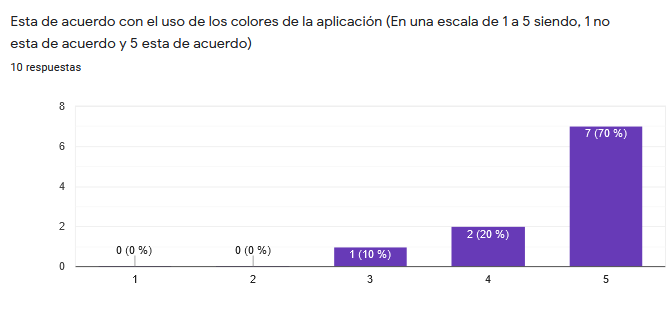 Esta de acuerdo con el uso de los colores de la aplicación (En una escala de 1 a 5 siendo, 1 no
esta de acuerdo y 5 esta de acuerdo)
10 respuestas
8
6
4
2
0
0 (0 %)
0 (0 %)
1 (10 %)
2 (20 %)
7 (70 %)
1
2
3
4
5